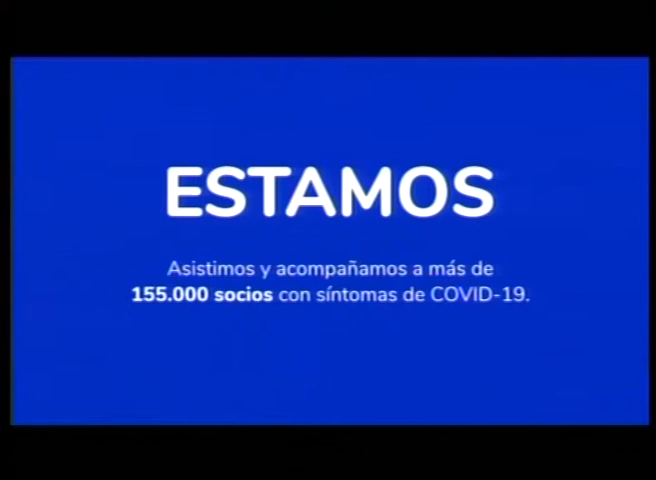 ESTAMOS
Asistimos y acompañamos a más de
155.000 socios con síntomas de COVID-19.